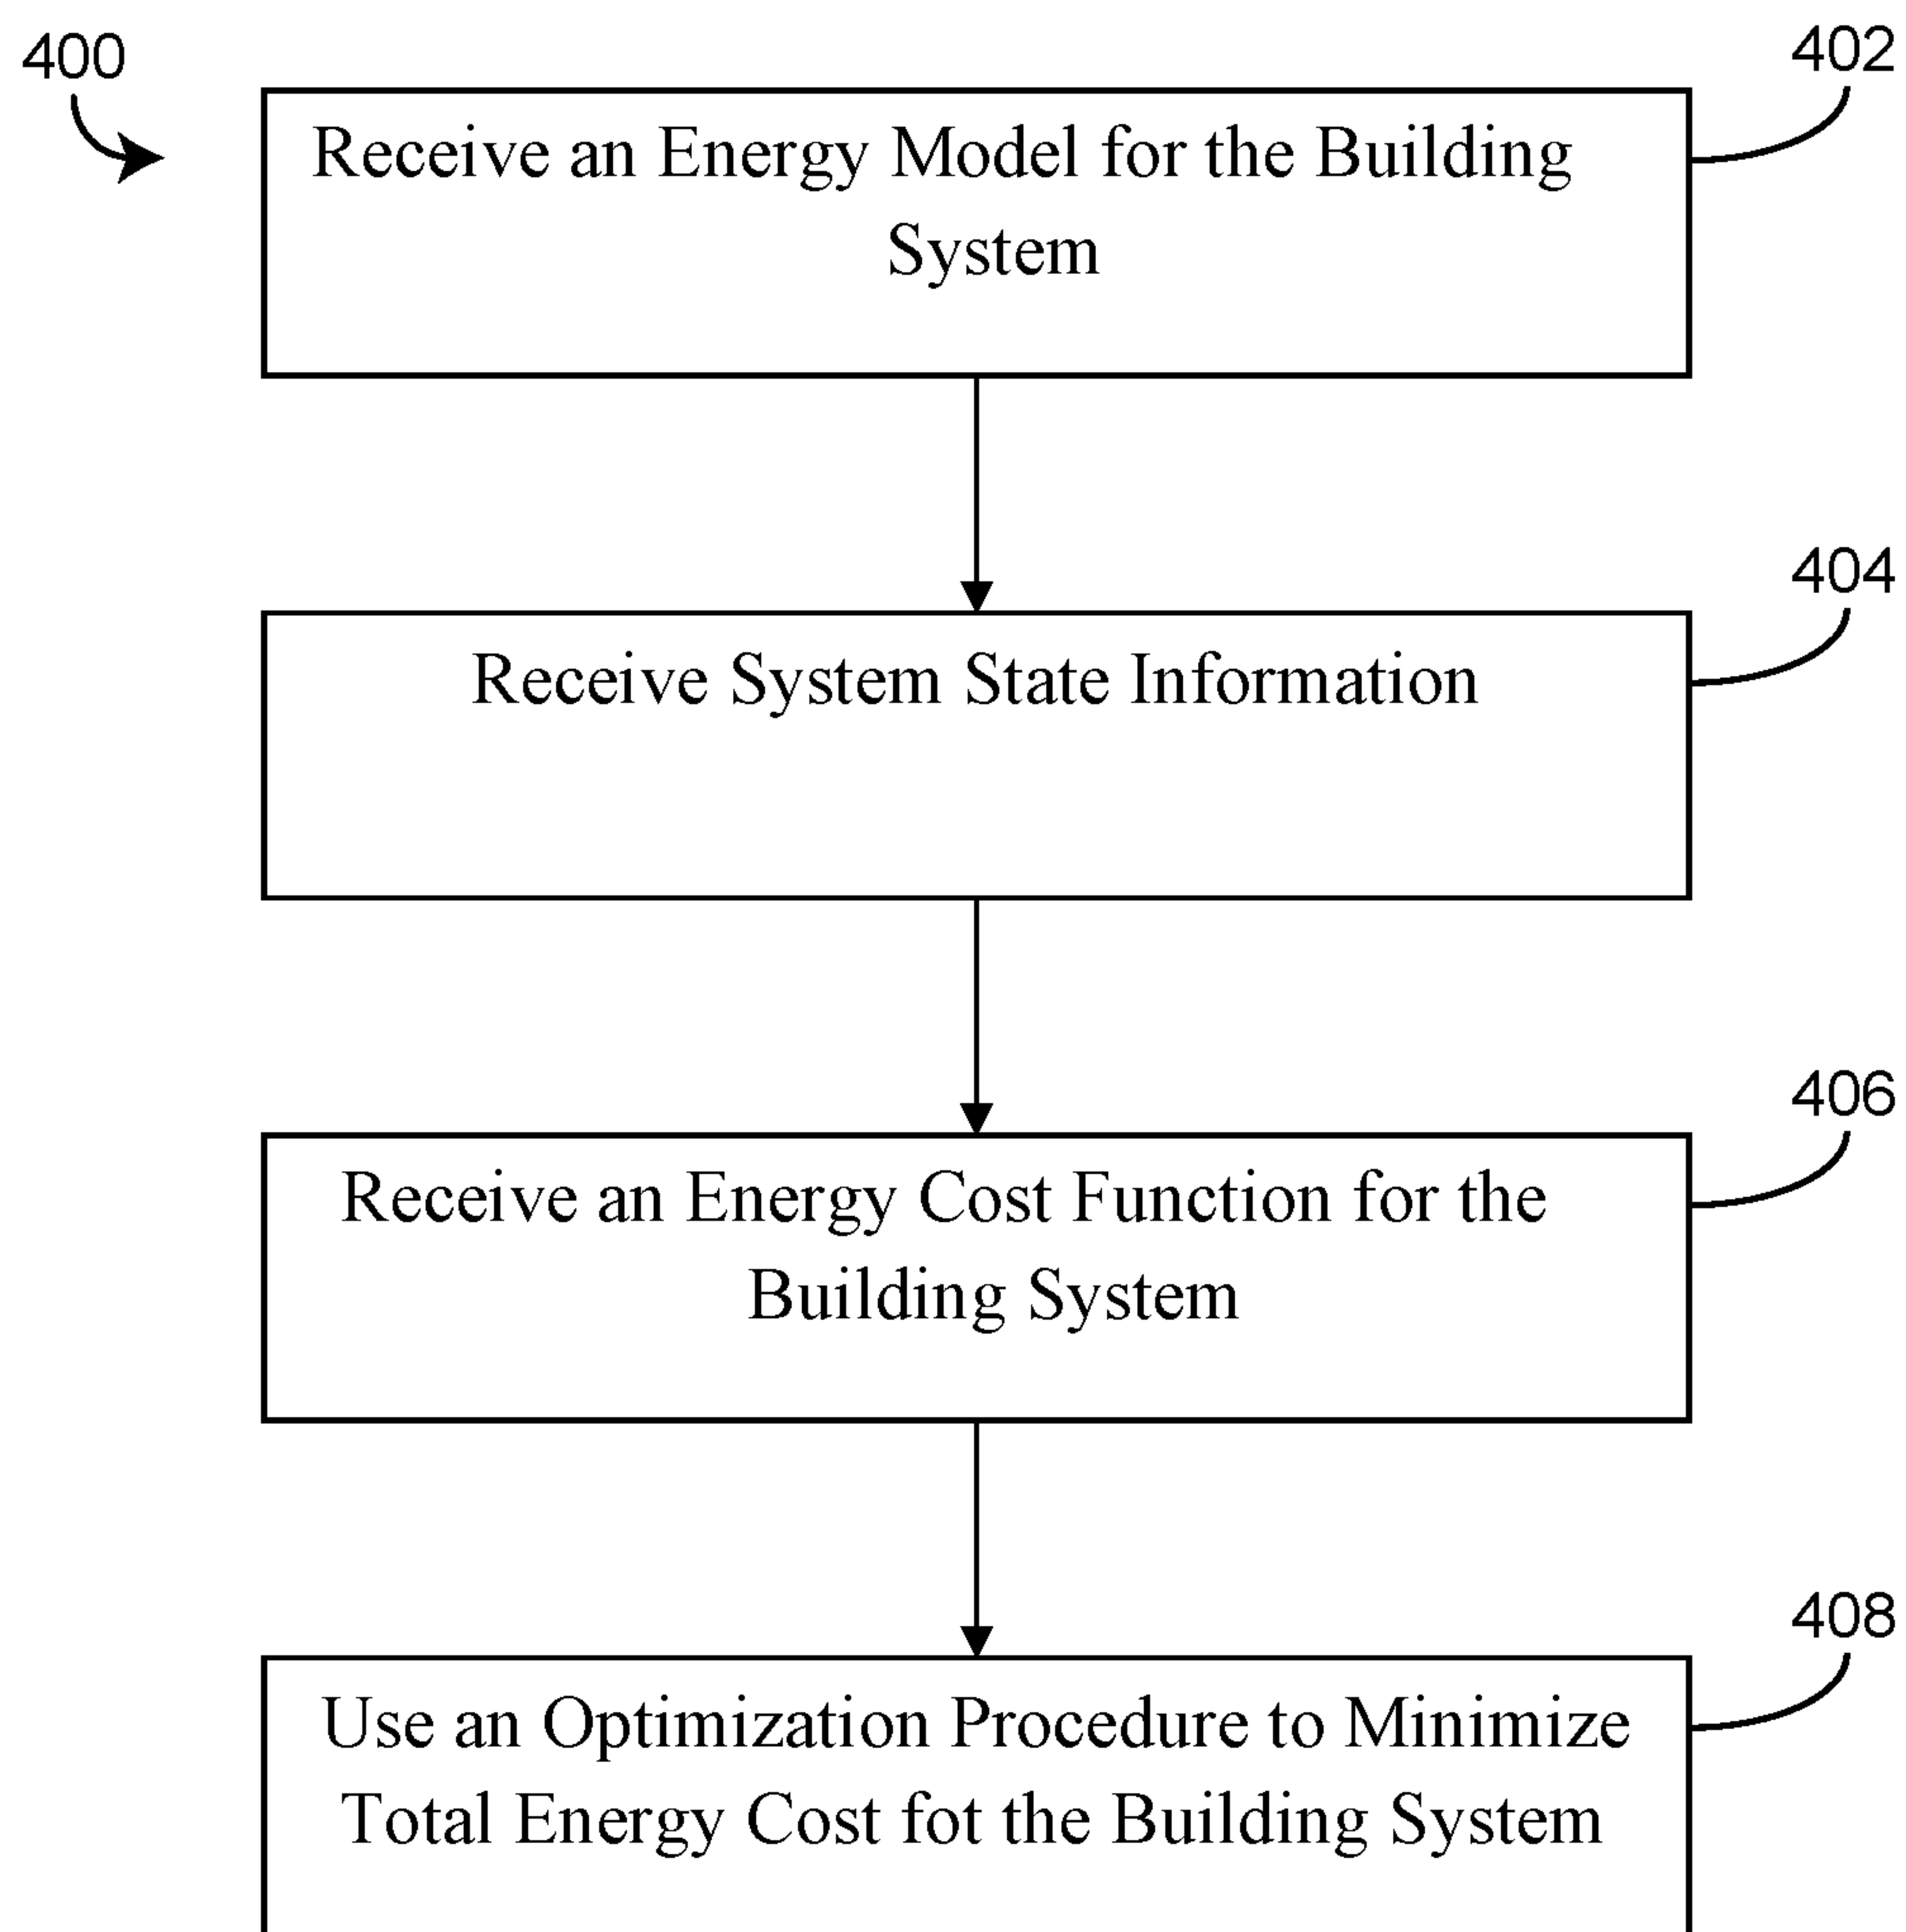 400
402
Receive an Energy Model for the Building
System
404
Receive System State Information
406
Receive an Energy Cost Function for the
Building System
408
Use an Optimization Procedure to Minimize
Total Energy Cost fot the Building System